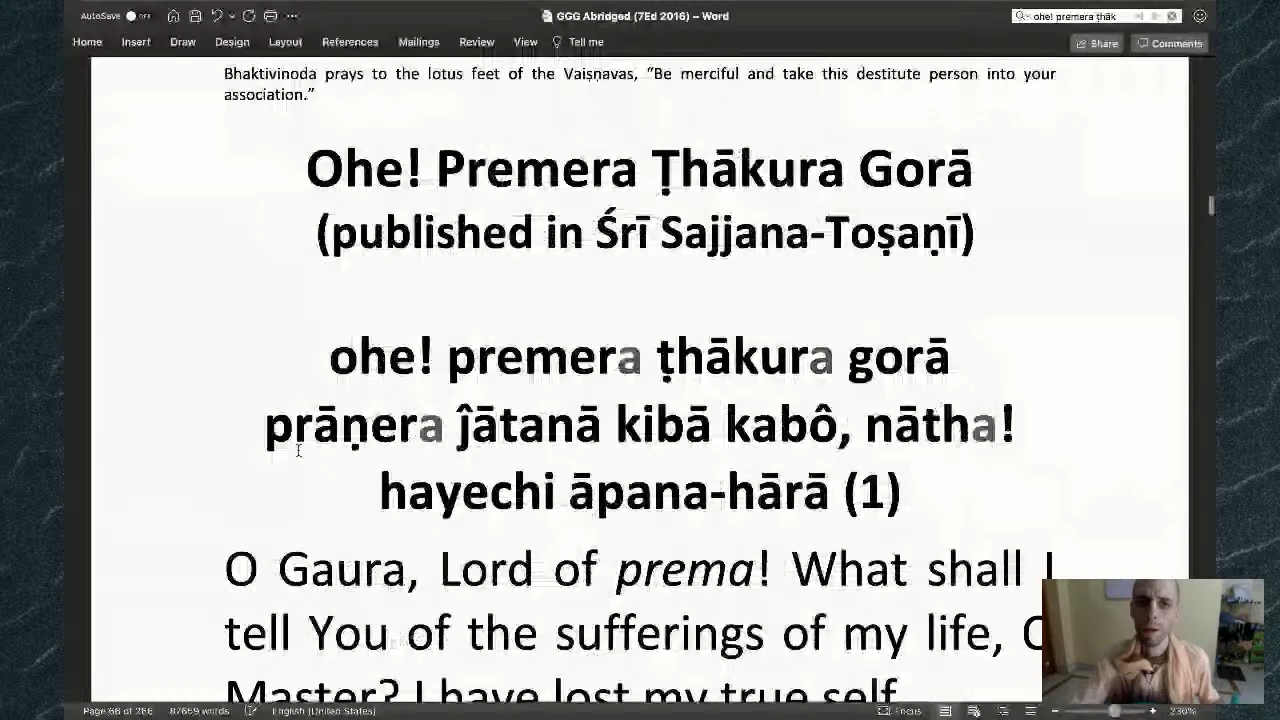 AutoSave OFF
GGG Abridged (7Ed 2016) – Word
ohe! premera ṭhāk
Home Insert Draw Design Layout References Mailings Review View Tell me
Share Comments
Bhaktivinoda prays to the lotus feet of the Vaiṣṇavas, “Be merciful and take this destitute person into your
association.”
Ohe! Premera Ṭhākura Gorā
(published in Śrī Sajjana-Toṣaṇī)
ohe! premera ṭhākura gorā
prāṇera ĵātanā kibā kabô, nātha!
hayechi āpana-hārā (1)
O Gaura, Lord of prema! What shall I
tell You of the sufferings of my life, O
Master? I have lost my true self
Page 66 of 266 87659 words English (United States) Focus 230%